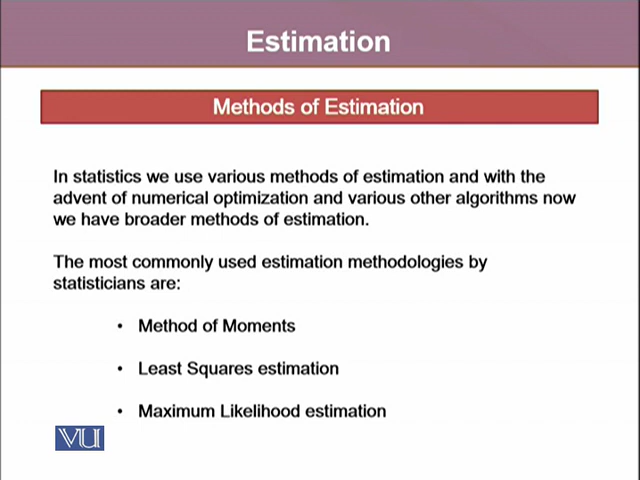 Estimation
Methods of Estimation
In statistics we use various methods of estimation and with the
advent of numerical optimization and various other algorithms now
we have broader methods of estimation.
The most commonly used estimation methodologies by
statisticians are:
• Method of Moments
• Least Squares estimation
• Maximum Likelihood estimation
VU